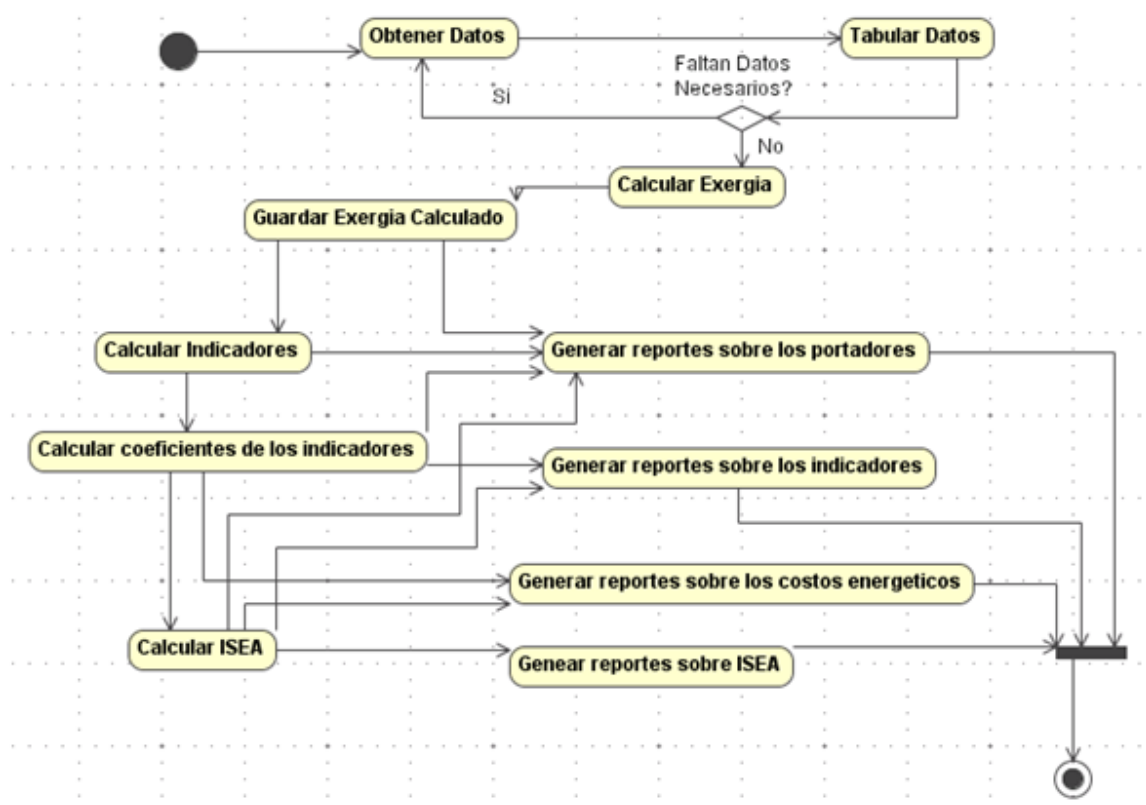 Obtener Datos
Tabular Datos
Faltan Datos
Necesarios?
Si
No
Calcular Exergia
Guardar Exergia Calculado
Calcular Indicadores
Generar reportes sobre los portadores
Calcular coeficientes de los indicadores
Generar reportes sobre los indicadores
Generar reportes sobre los costos energeticos
Calcular ISEA
Genear reportes sobre ISEA